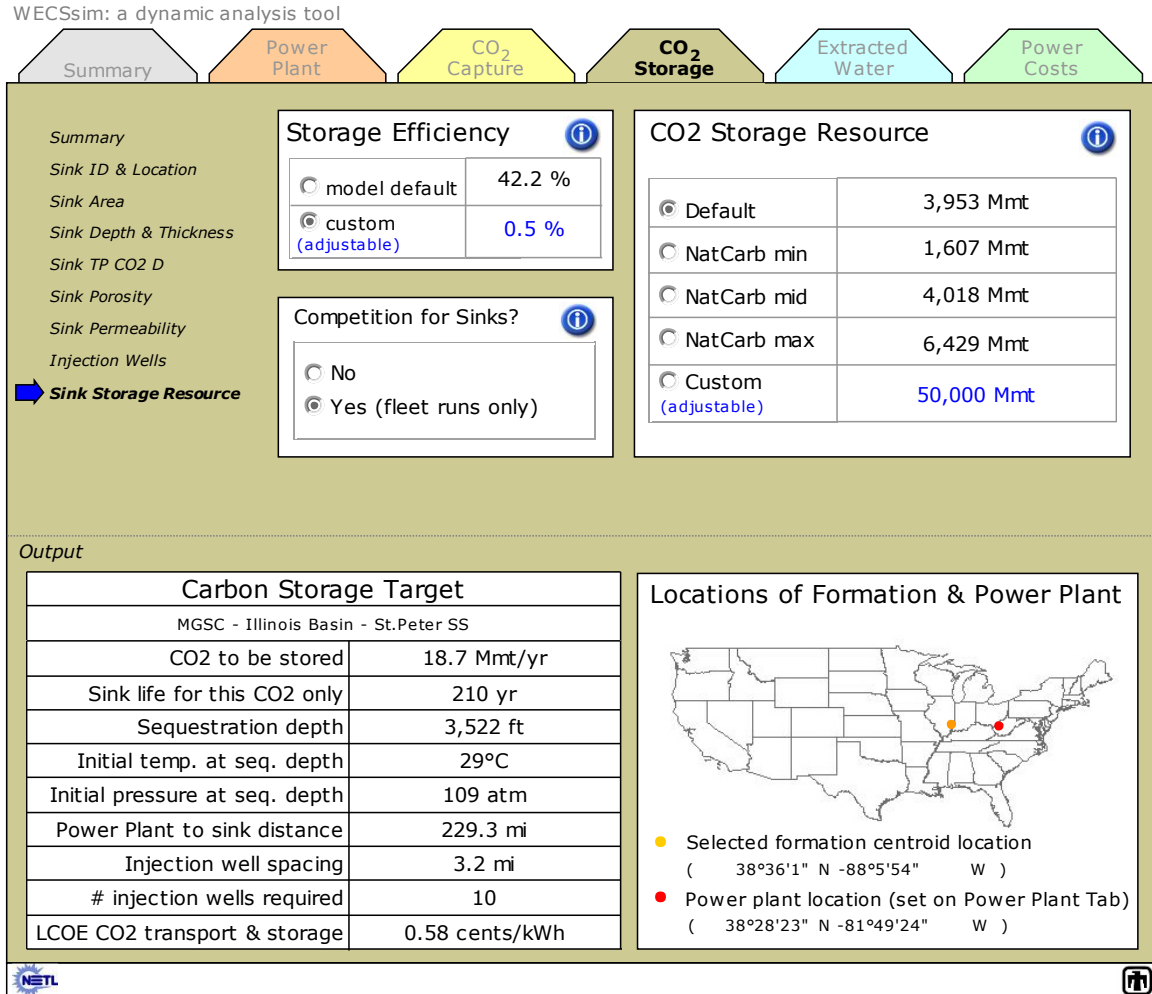 WECSsim: a dynamic analysis tool
Summary
Power
Plant
CO2
Capture
CO2
Storage
Extracted
Water
Power
Costs
Summary
Sink ID & Location
Sink Area
Sink Depth & Thickness
Sink TP CO2 D
Sink Porosity
Sink Permeability
Injection Wells
Sink Storage Resource
Storage Efficiency
model default 42.2 %
custom
(adjustable) 0.5 %
Competition for Sinks?
No
Yes (fleet runs only)
CO2 Storage Resource
Default 3,953 Mmt
NatCarb min 1,607 Mmt
NatCarb mid 4,018 Mmt
NatCarb max 6,429 Mmt
Custom
(adjustable) 50,000 Mmt
Output
Carbon Storage Target
MGSC - Illinois Basin - St.Peter SS
CO2 to be stored 18.7 Mmt/yr
Sink life for this CO2 only 210 yr
Sequestration depth 3,522 ft
Initial temp. at seq. depth 29°C
Initial pressure at seq. depth 109 atm
Power Plant to sink distance 229.3 mi
Injection well spacing 3.2 mi
# injection wells required 10
LCOE CO2 transport & storage 0.58 cents/kWh
Locations of Formation & Power Plant
Selected formation centroid location
( 38°36'1" N -88°5'54" W )
Power plant location (set on Power Plant Tab)
( 38°28'23" N -81°49'24" W )
NETL